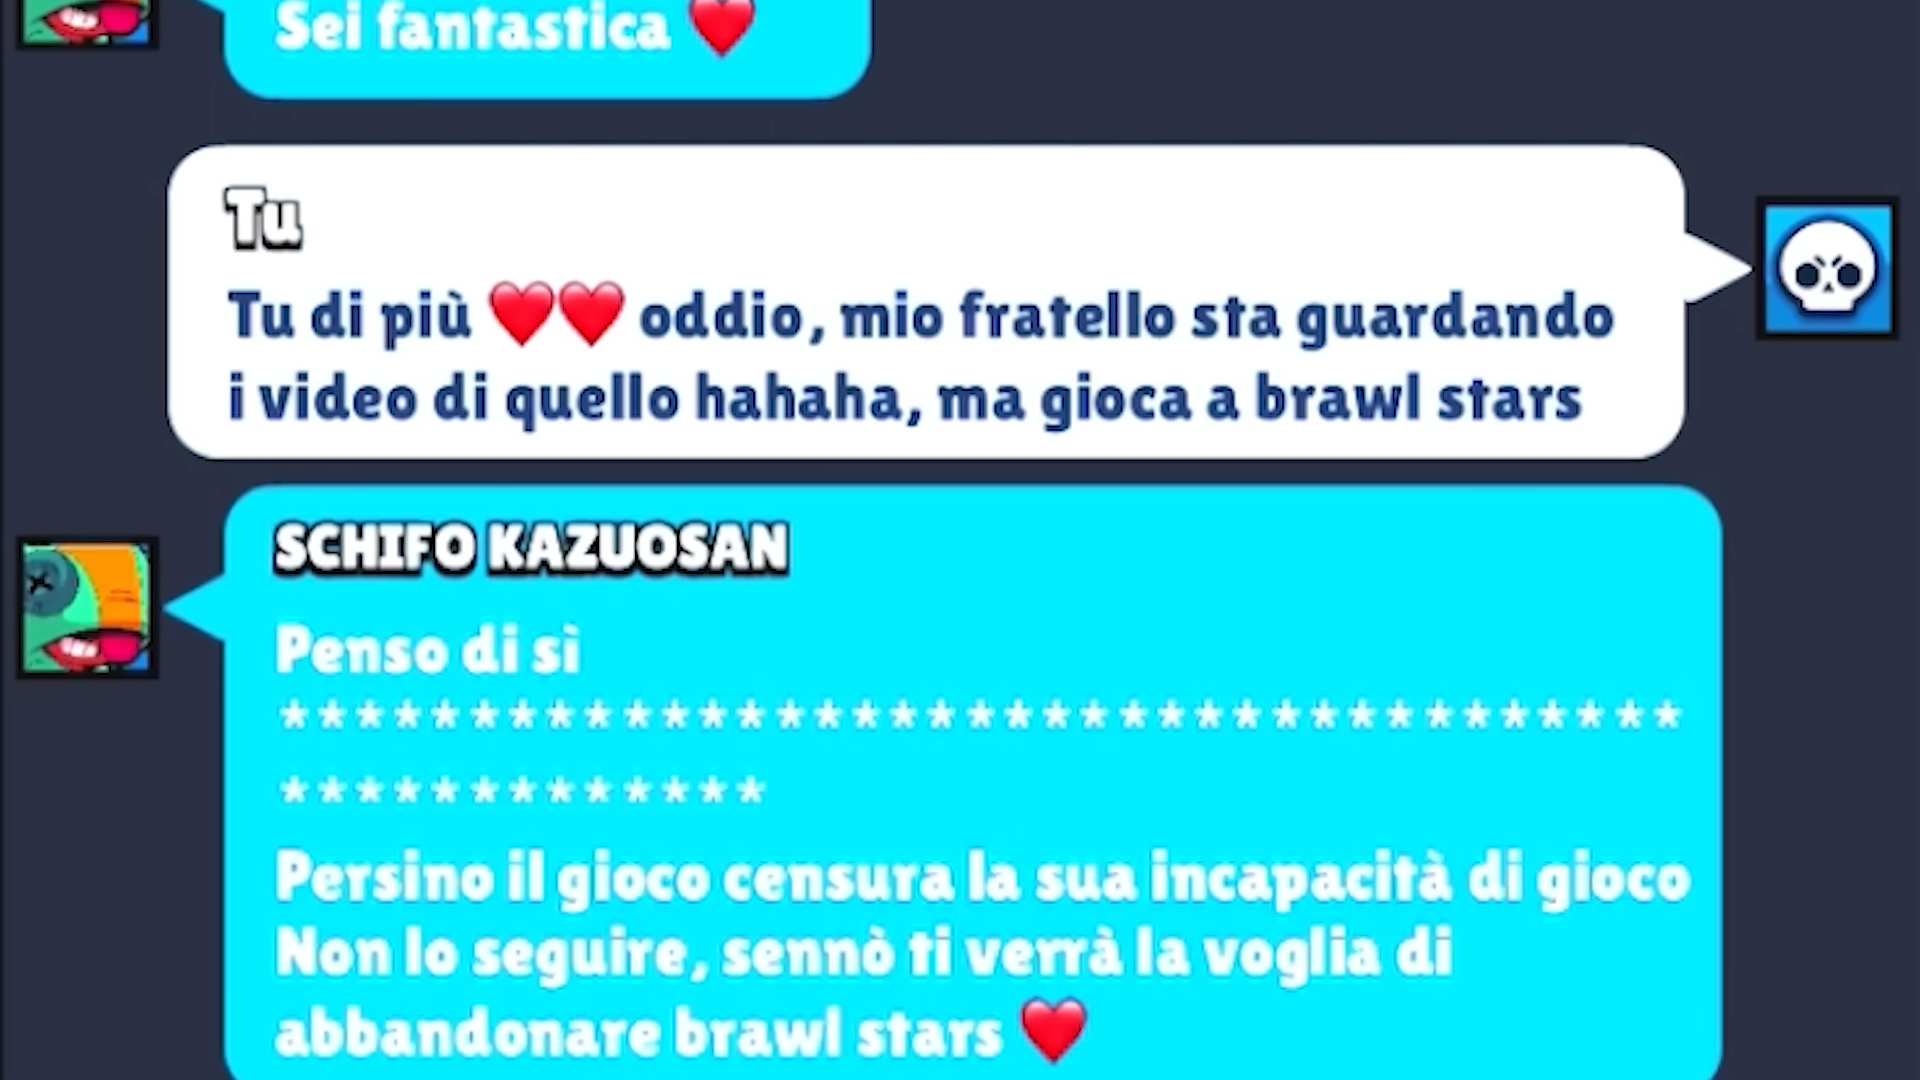 Sei fantastica ❤️
Tu
Tu di più ❤️❤️ oddio, mio fratello sta guardando
i video di quello hahaha, ma gioca a brawl stars
SCHIFO KAZUOSAN
Penso di sì
*************************************
*************
Persino il gioco censura la sua incapacità di gioco
Non lo seguire, sennò ti verrà la voglia di
abbandonare brawl stars ❤️